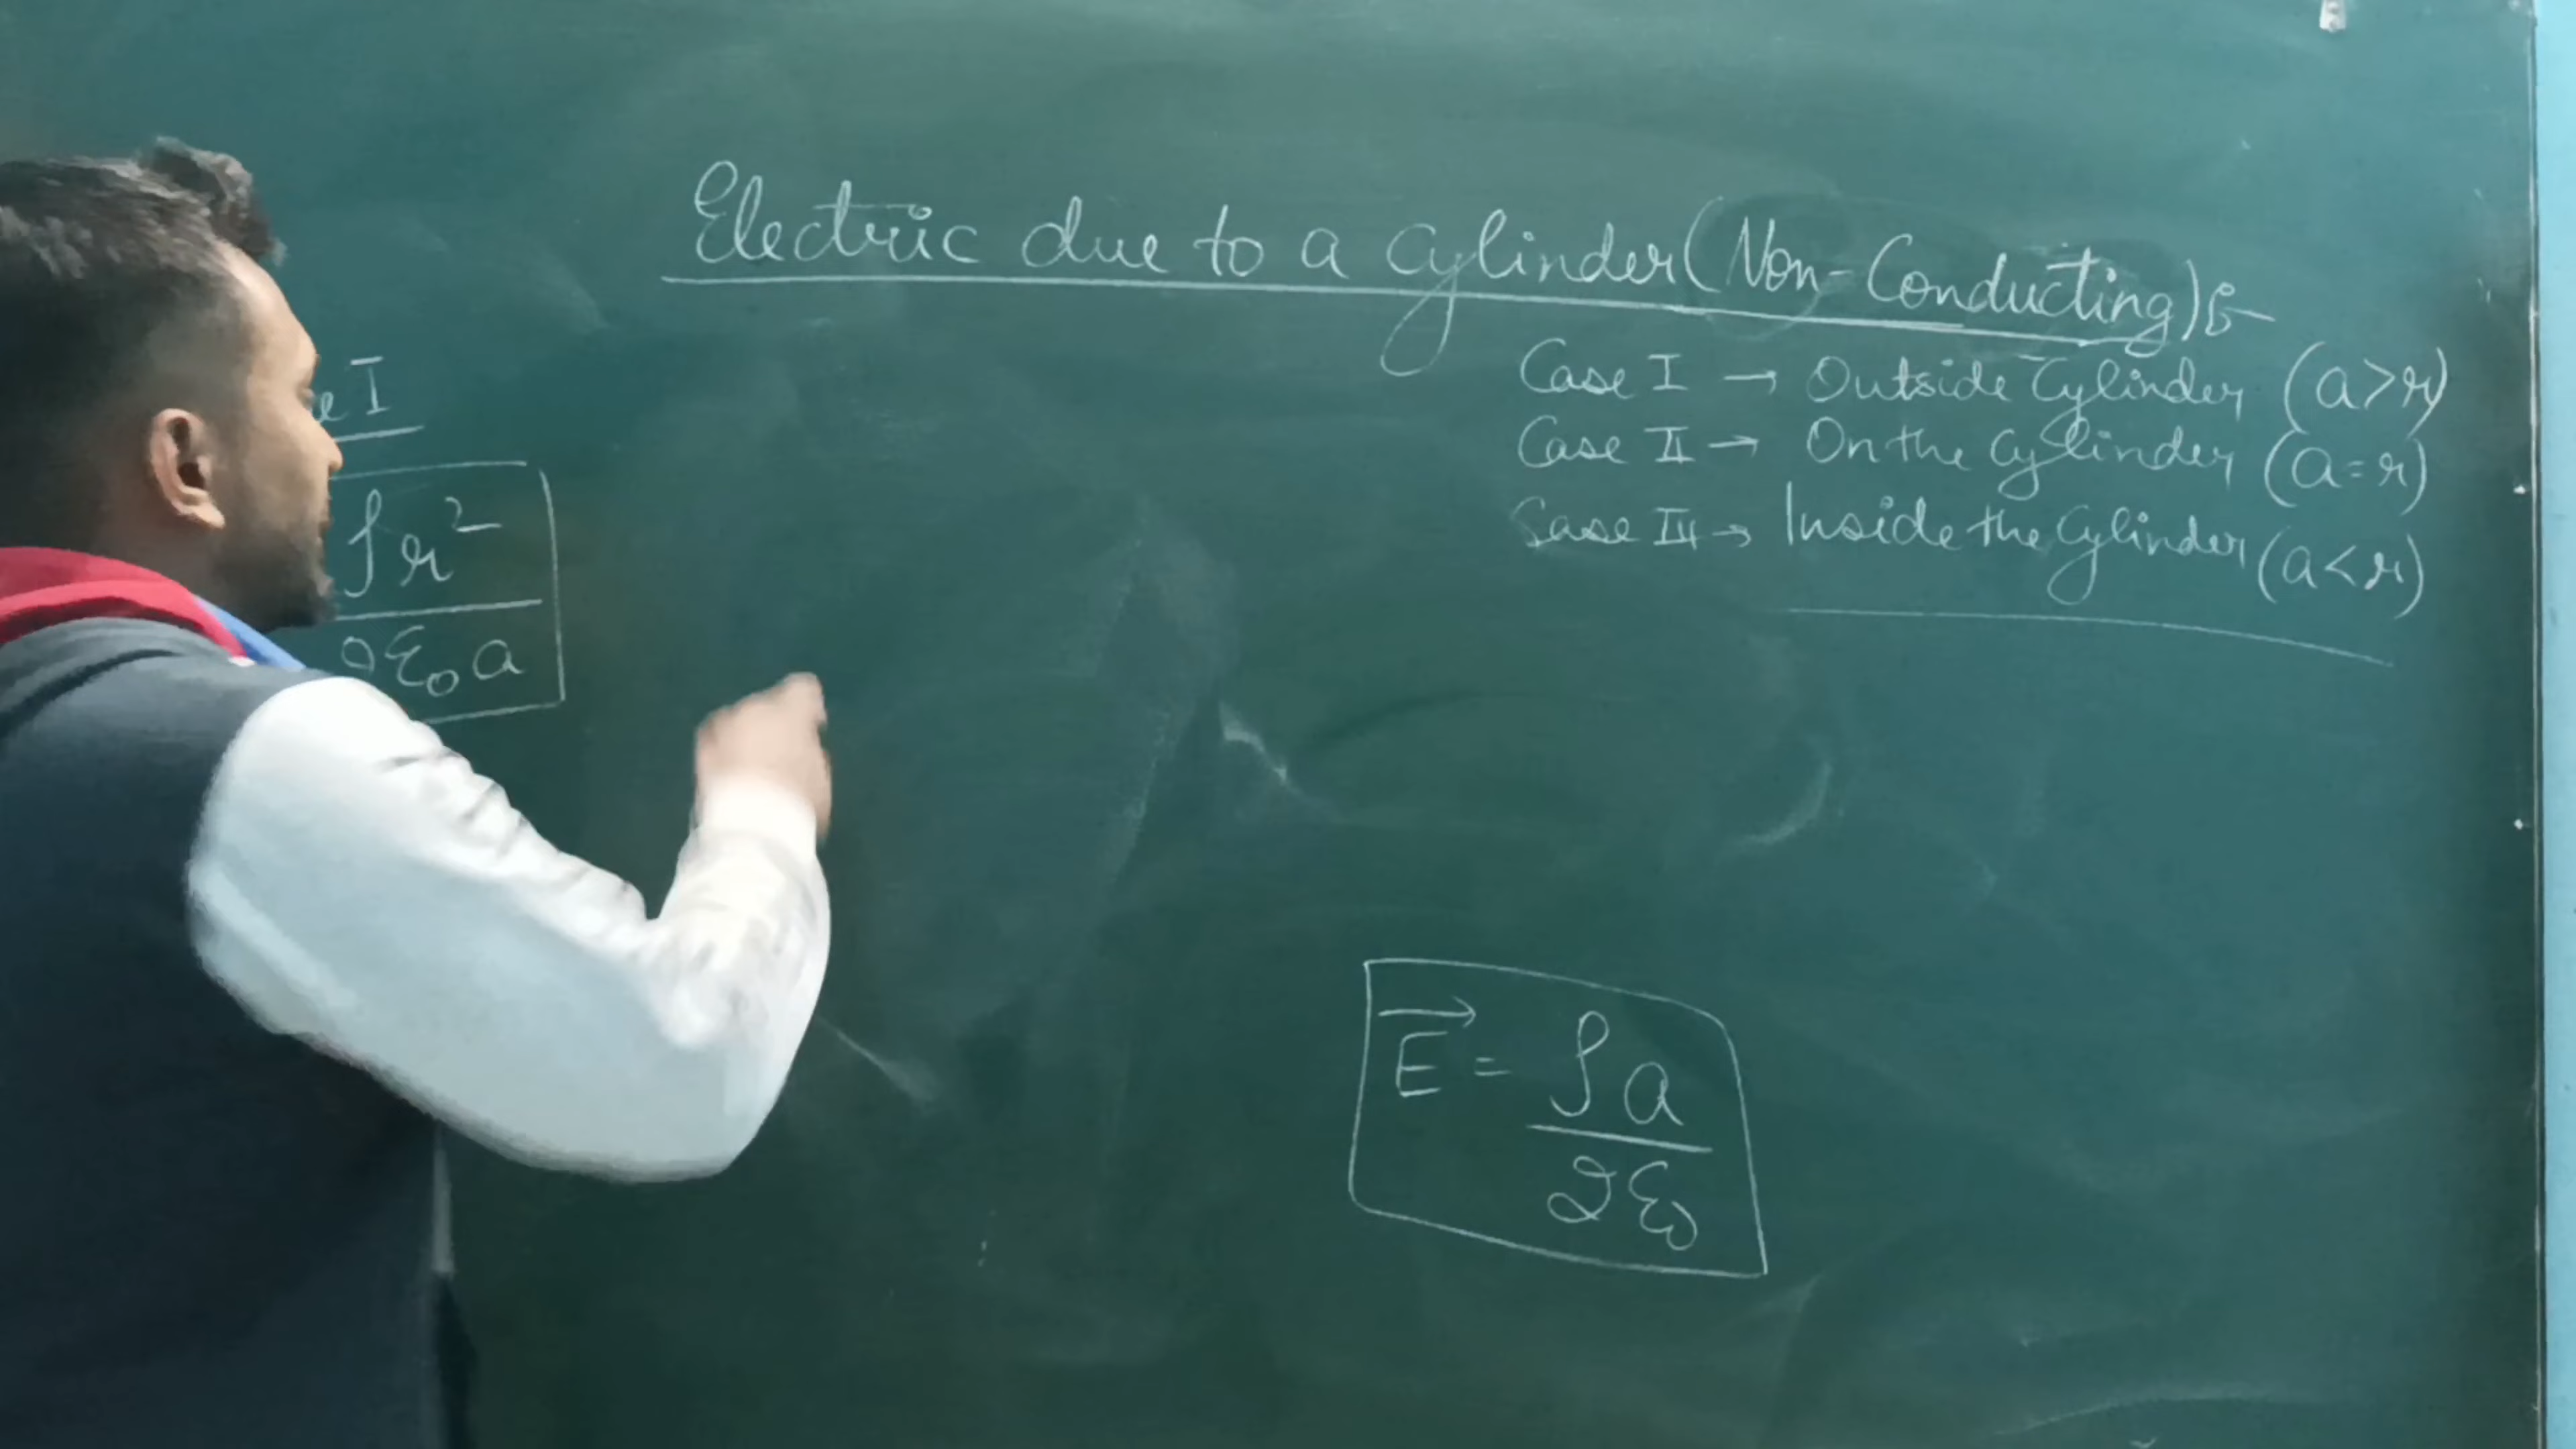 Electric due to a Cylinder (Non-Conducting):-
Case I → Outside Cylinder (a>r)
Case II → On the Cylinder (a=r)
Case III → Inside the Cylinder (a<r)
e I
ρr²
2ε₀a
E⃗ = ρa
2ε₀